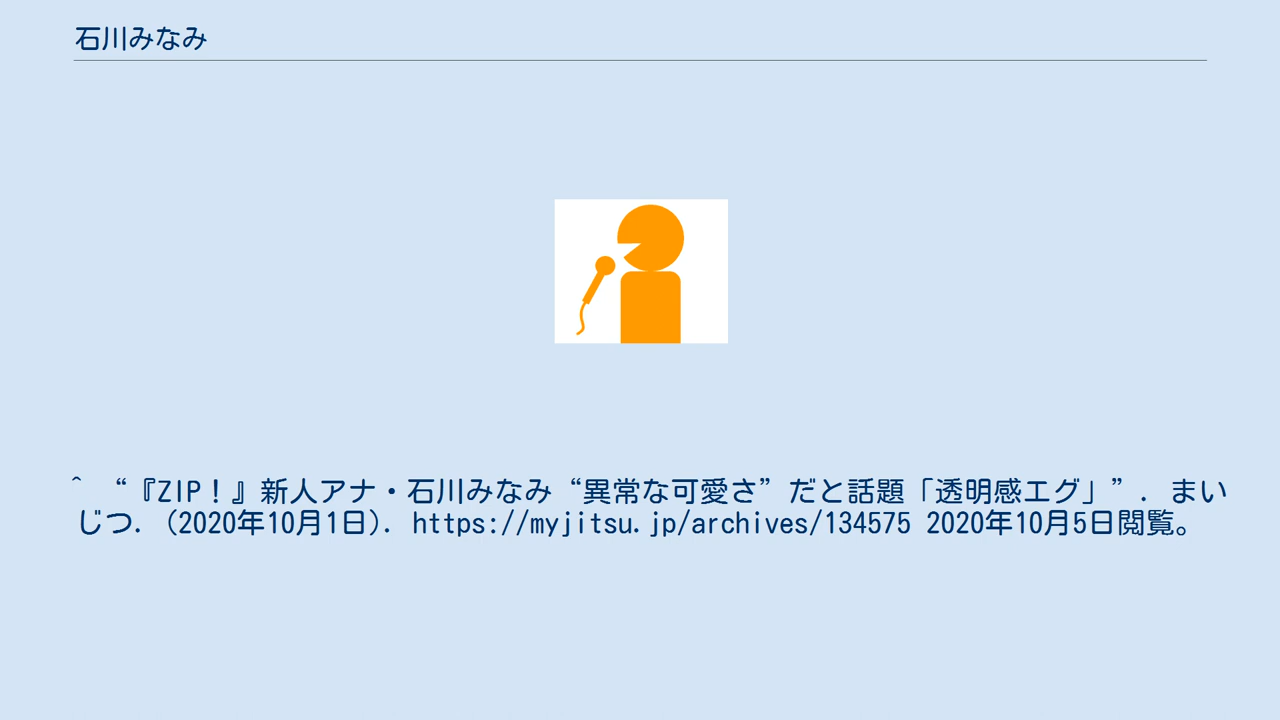 石川みなみ
^ “『ZIP！』新人アナ・石川みなみ“異常な可愛さ”だと話題「透明感エグ」”. まい
じつ. (2020年10月1日). https://myjitsu.jp/archives/134575 2020年10月5日閲覧。